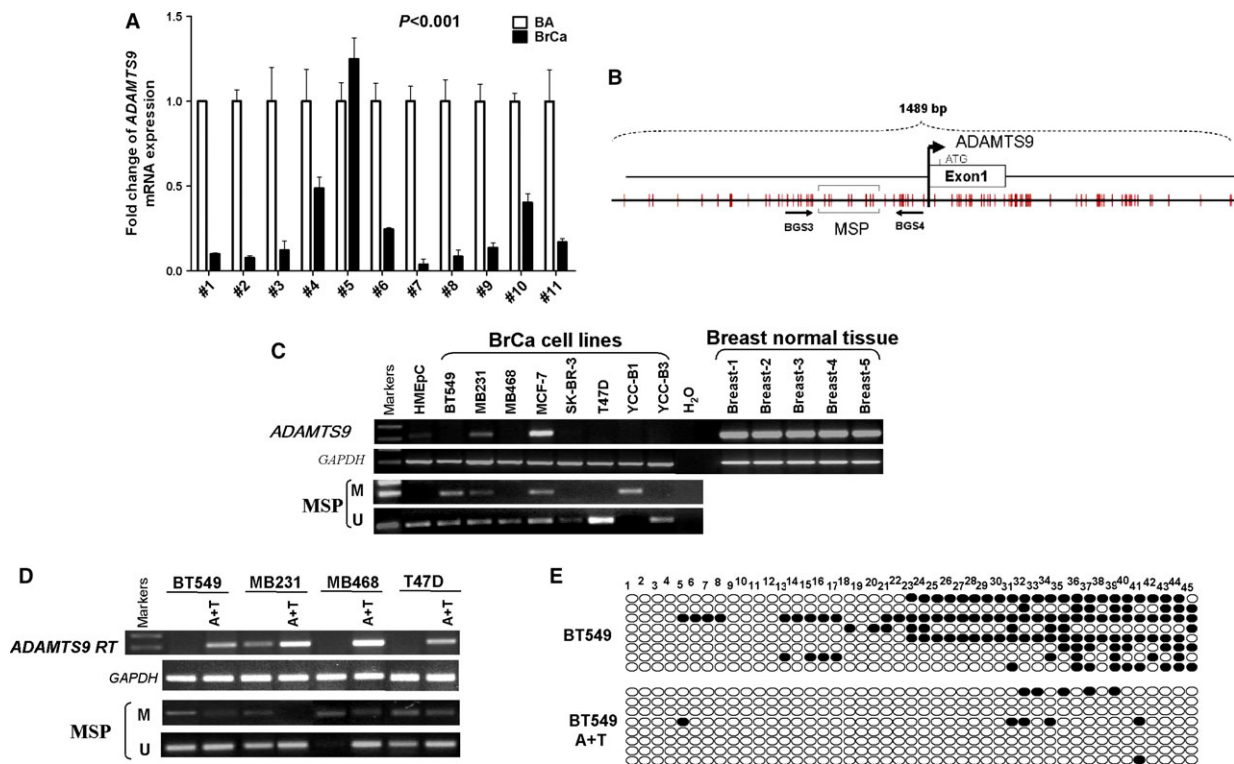 A
P<0.001
BA
BrCa
Fold change of ADAMTS9
mRNA expression
1.5
1.0
0.5
0.0
#1 #2 #3 #4 #5 #6 #7 #8 #9 #10 #11
B
1489 bp
ADAMTS9
ATG
Exon1
BGS3
MSP
BGS4
C
BrCa cell lines
Breast normal tissue
Markers HMEpC BT549 MB231 MB468 MCF-7 SK-BR-3 T47D YCC-B1 YCC-B3 H₂O Breast-1 Breast-2 Breast-3 Breast-4 Breast-5
ADAMTS9
GAPDH
MSP
M
U
D
BT549 MB231 MB468 T47D
Markers A+T A+T A+T A+T
ADAMTS9 RT
GAPDH
MSP
M
U
E
1 2 3 4 5 6 7 8 9 10 11 12 13 14 15 16 17 18 19 20 21 22 23 24 25 26 27 28 29 30 31 32 33 34 35 36 37 38 39 40 41 42 43 44 45
BT549
BT549
A+T